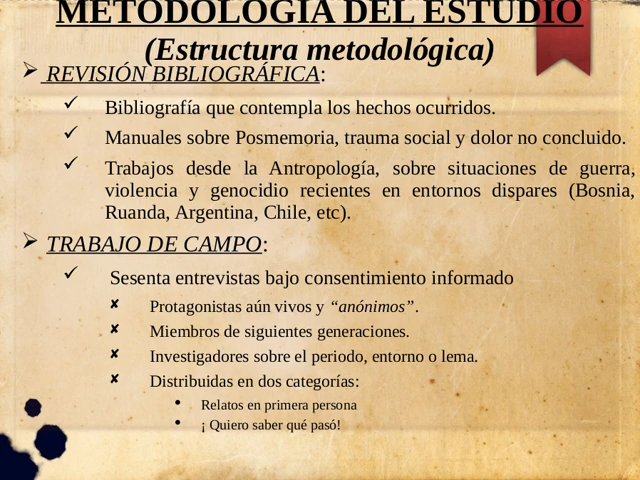 METODOLOGÍA DEL ESTUDIO
(Estructura metodológica)
REVISIÓN BIBLIOGRÁFICA:
Bibliografía que contempla los hechos ocurridos.
Manuales sobre Posmemoria, trauma social y dolor no concluido.
Trabajos desde la Antropología, sobre situaciones de guerra,
violencia y genocidio recientes en entornos dispares (Bosnia,
Ruanda, Argentina, Chile, etc).
TRABAJO DE CAMPO:
Sesenta entrevistas bajo consentimiento informado
Protagonistas aún vivos y “anónimos”.
Miembros de siguientes generaciones.
Investigadores sobre el periodo, entorno o lema.
Distribuidas en dos categorías:
Relatos en primera persona
¡ Quiero saber qué pasó!